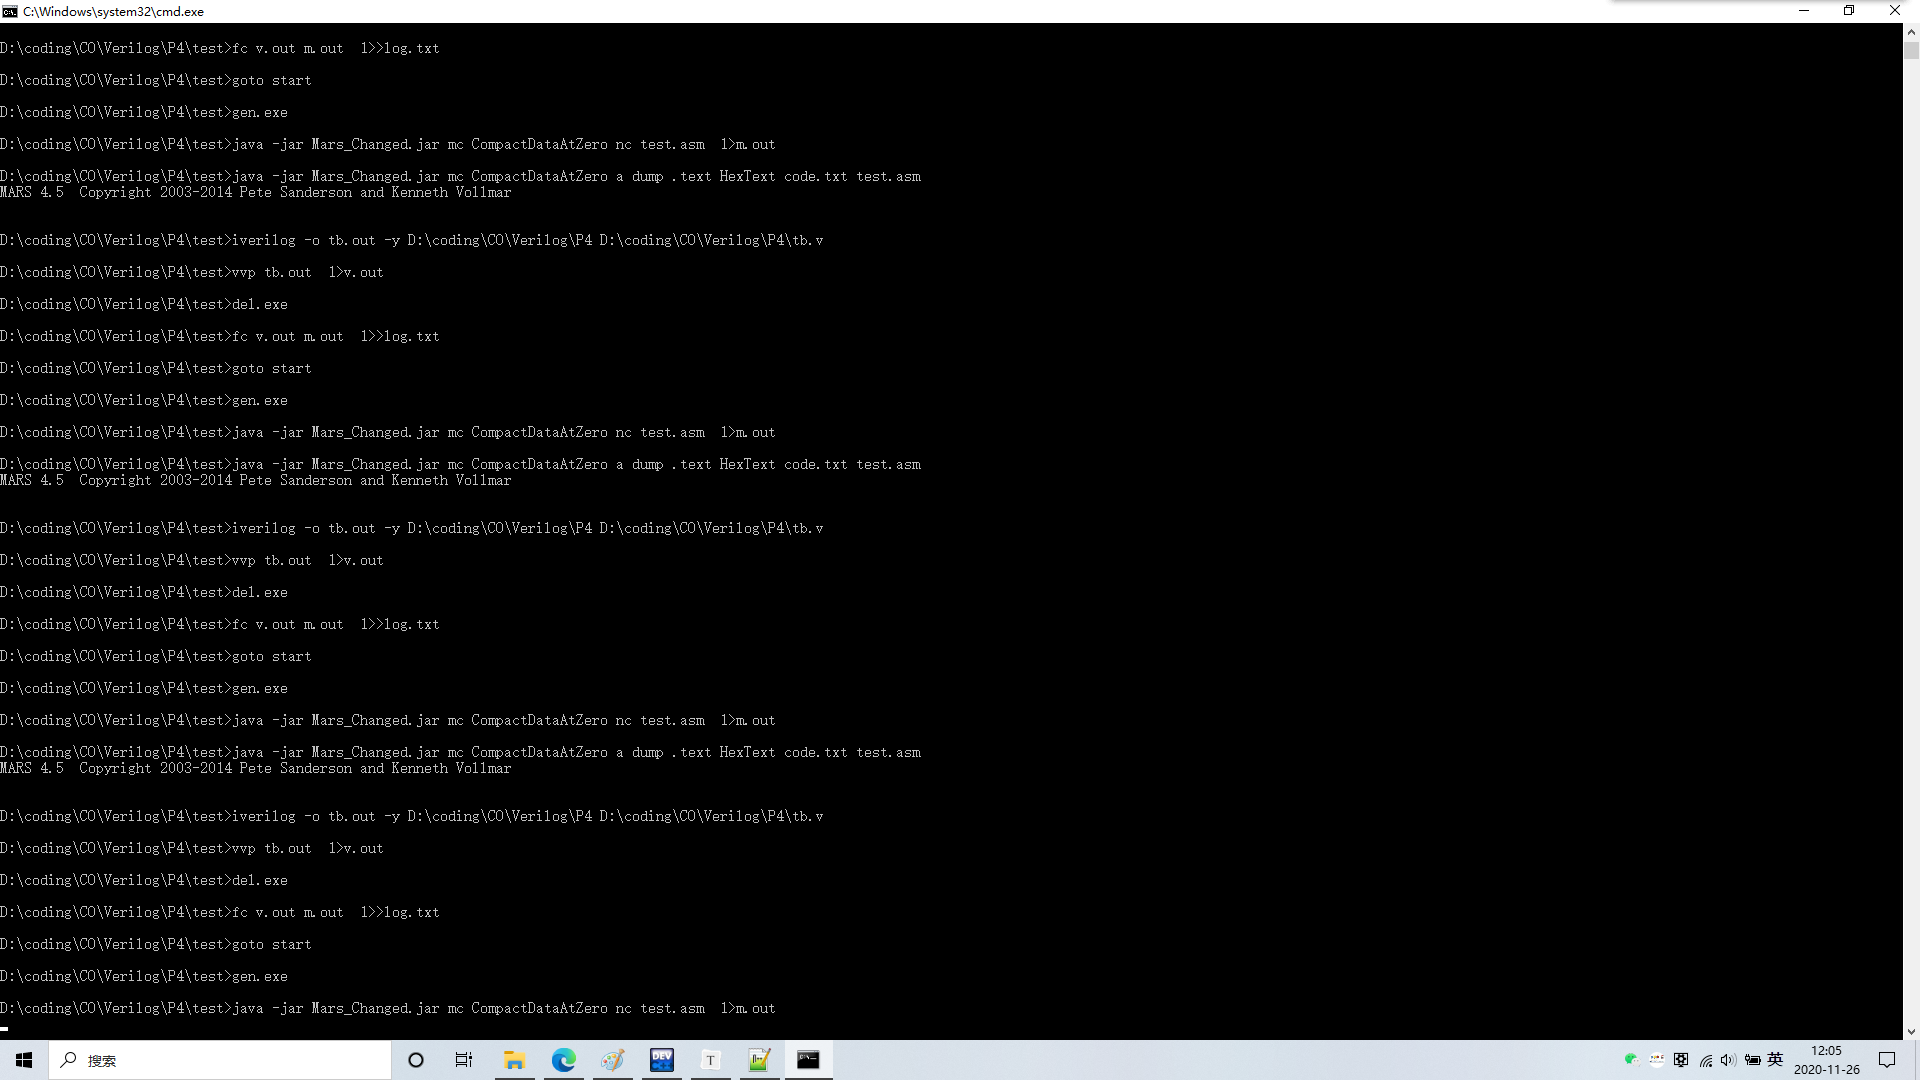 C:\Windows\system32\cmd.exe
D:\coding\CO\Verilog\P4\test>fc v.out m.out  1>>log.txt
D:\coding\CO\Verilog\P4\test>goto start
D:\coding\CO\Verilog\P4\test>gen.exe
D:\coding\CO\Verilog\P4\test>java -jar Mars_Changed.jar mc CompactDataAtZero nc test.asm  1>m.out
D:\coding\CO\Verilog\P4\test>java -jar Mars_Changed.jar mc CompactDataAtZero a dump .text HexText code.txt test.asm
MARS 4.5  Copyright 2003-2014 Pete Sanderson and Kenneth Vollmar
D:\coding\CO\Verilog\P4\test>iverilog -o tb.out -y D:\coding\CO\Verilog\P4 D:\coding\CO\Verilog\P4\tb.v
D:\coding\CO\Verilog\P4\test>vvp tb.out  1>v.out
D:\coding\CO\Verilog\P4\test>del.exe
D:\coding\CO\Verilog\P4\test>fc v.out m.out  1>>log.txt
D:\coding\CO\Verilog\P4\test>goto start
D:\coding\CO\Verilog\P4\test>gen.exe
D:\coding\CO\Verilog\P4\test>java -jar Mars_Changed.jar mc CompactDataAtZero nc test.asm  1>m.out
D:\coding\CO\Verilog\P4\test>java -jar Mars_Changed.jar mc CompactDataAtZero a dump .text HexText code.txt test.asm
MARS 4.5  Copyright 2003-2014 Pete Sanderson and Kenneth Vollmar
D:\coding\CO\Verilog\P4\test>iverilog -o tb.out -y D:\coding\CO\Verilog\P4 D:\coding\CO\Verilog\P4\tb.v
D:\coding\CO\Verilog\P4\test>vvp tb.out  1>v.out
D:\coding\CO\Verilog\P4\test>del.exe
D:\coding\CO\Verilog\P4\test>fc v.out m.out  1>>log.txt
D:\coding\CO\Verilog\P4\test>goto start
D:\coding\CO\Verilog\P4\test>gen.exe
D:\coding\CO\Verilog\P4\test>java -jar Mars_Changed.jar mc CompactDataAtZero nc test.asm  1>m.out
D:\coding\CO\Verilog\P4\test>java -jar Mars_Changed.jar mc CompactDataAtZero a dump .text HexText code.txt test.asm
MARS 4.5  Copyright 2003-2014 Pete Sanderson and Kenneth Vollmar
D:\coding\CO\Verilog\P4\test>iverilog -o tb.out -y D:\coding\CO\Verilog\P4 D:\coding\CO\Verilog\P4\tb.v
D:\coding\CO\Verilog\P4\test>vvp tb.out  1>v.out
D:\coding\CO\Verilog\P4\test>del.exe
D:\coding\CO\Verilog\P4\test>fc v.out m.out  1>>log.txt
D:\coding\CO\Verilog\P4\test>goto start
D:\coding\CO\Verilog\P4\test>gen.exe
D:\coding\CO\Verilog\P4\test>java -jar Mars_Changed.jar mc CompactDataAtZero nc test.asm  1>m.out
搜索
DEV
T
英
12:05
2020-11-26